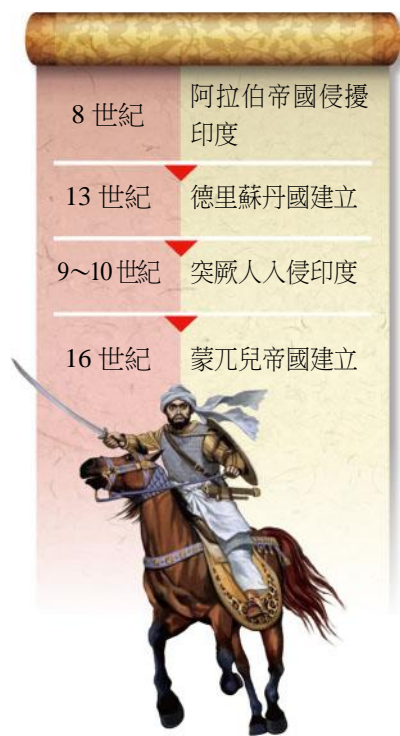 8 世紀
阿拉伯帝國侵擾
印度
13 世紀
德里蘇丹國建立
9~10 世紀
突厥人入侵印度
16 世紀
蒙兀兒帝國建立